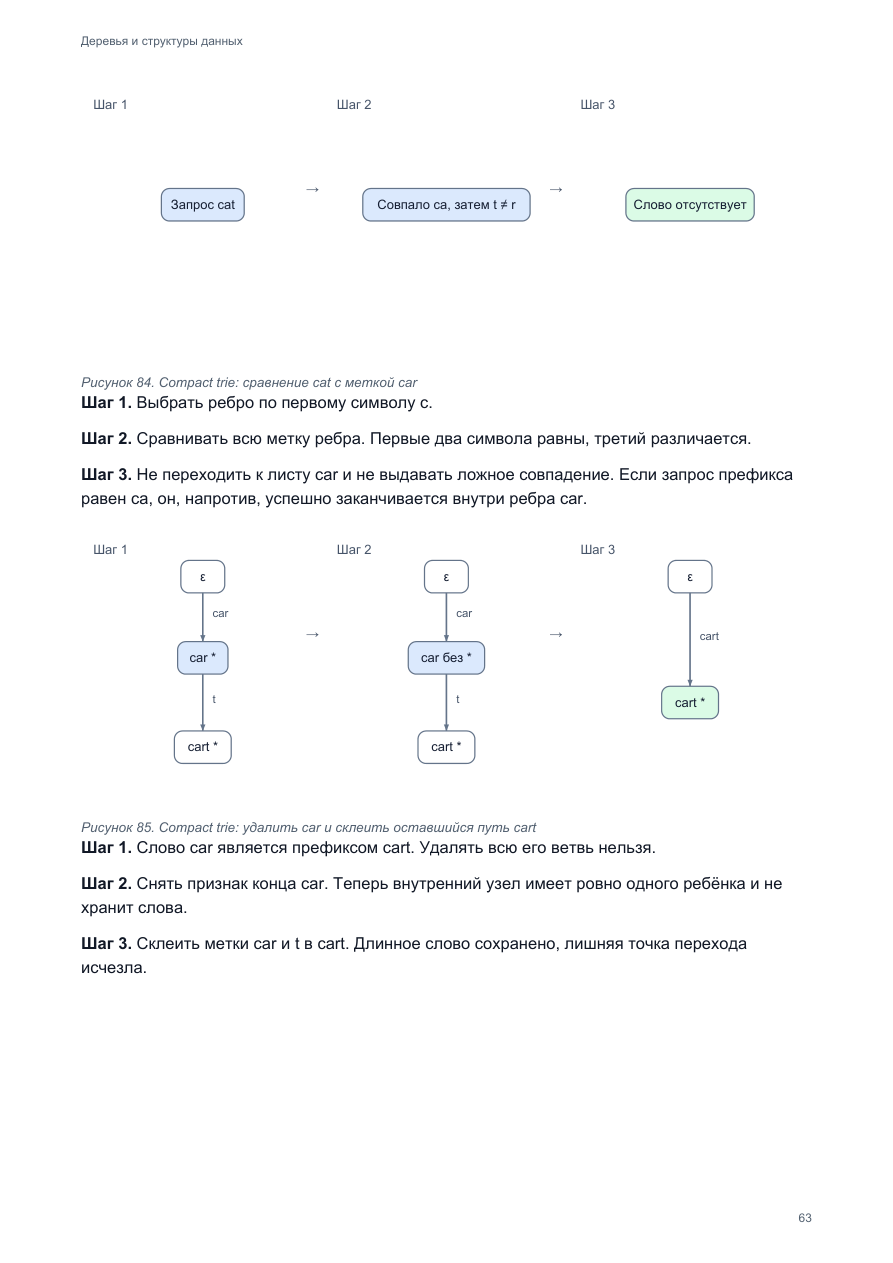 Деревья и структуры данных
Шаг 1
Шаг 2
Шаг 3
Запрос cat
→
Совпало ca, затем t ≠ r
→
Слово отсутствует
Рисунок 84. Compact trie: сравнение cat с меткой car
Шаг 1. Выбрать ребро по первому символу c.
Шаг 2. Сравнивать всю метку ребра. Первые два символа равны, третий различается.
Шаг 3. Не переходить к листу car и не выдавать ложное совпадение. Если запрос префикса
равен ca, он, напротив, успешно заканчивается внутри ребра car.
Шаг 1
ε
car
car *
t
cart *
→
Шаг 2
ε
car
car без *
t
cart *
→
Шаг 3
ε
cart
cart *
Рисунок 85. Compact trie: удалить car и склеить оставшийся путь cart
Шаг 1. Слово car является префиксом cart. Удалять всю его ветвь нельзя.
Шаг 2. Снять признак конца car. Теперь внутренний узел имеет ровно одного ребёнка и не
хранит слова.
Шаг 3. Склеить метки car и t в cart. Длинное слово сохранено, лишняя точка перехода
исчезла.
63